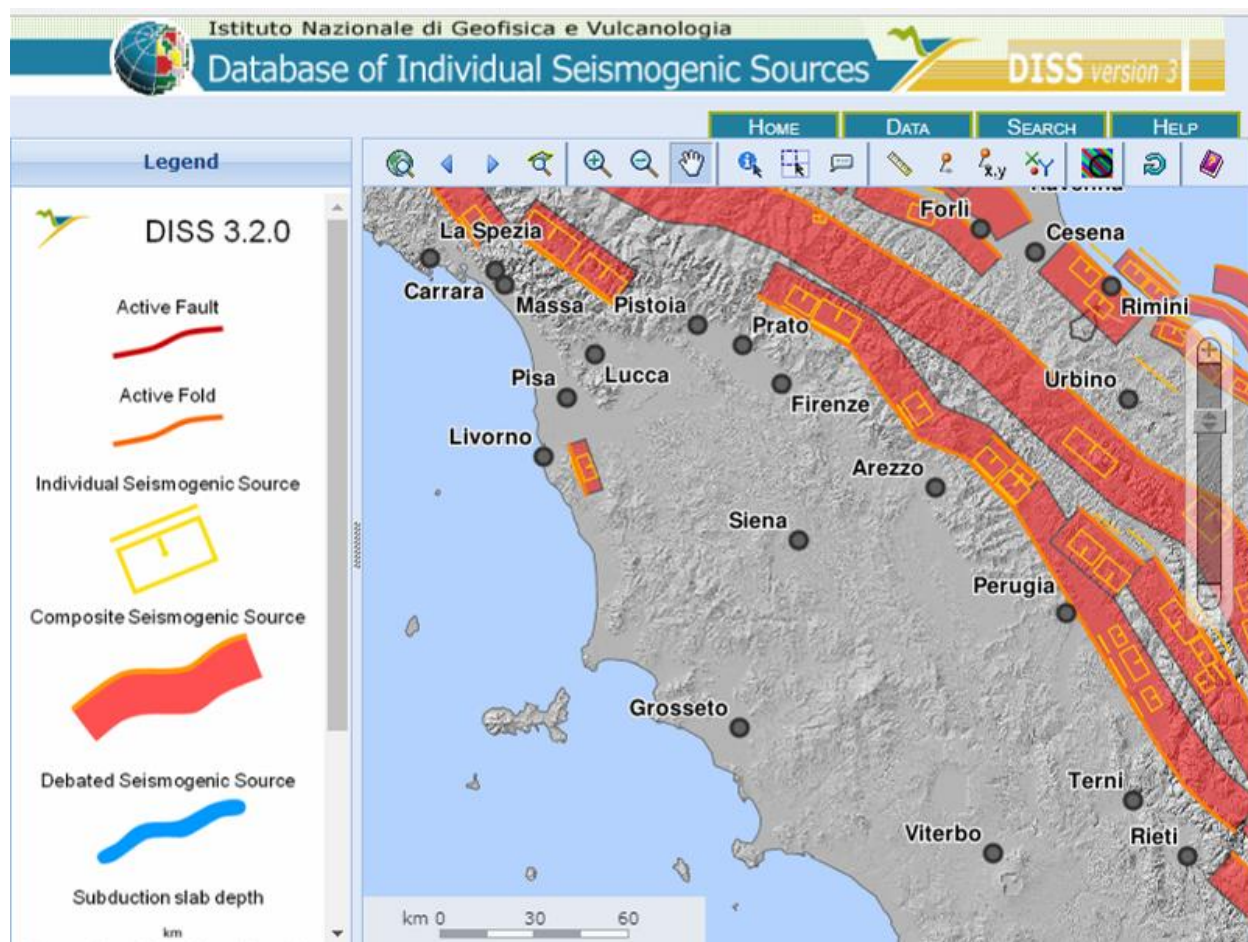 Istituto Nazionale di Geofisica e Vulcanologia
Database of Individual Seismogenic Sources
DISS version 3
HOME
DATA
SEARCH
HELP
Legend
x,y
XY
DISS 3.2.0
Active Fault
Active Fold
Individual Seismogenic Source
Composite Seismogenic Source
Debated Seismogenic Source
Subduction slab depth
km
Ravenna
Forlì
Cesena
La Spezia
Carrara
Massa
Pistoia
Rimini
Prato
Pisa
Lucca
Urbino
Firenze
Livorno
Arezzo
Siena
Perugia
Grosseto
Terni
Viterbo
Rieti
km 0 30 60